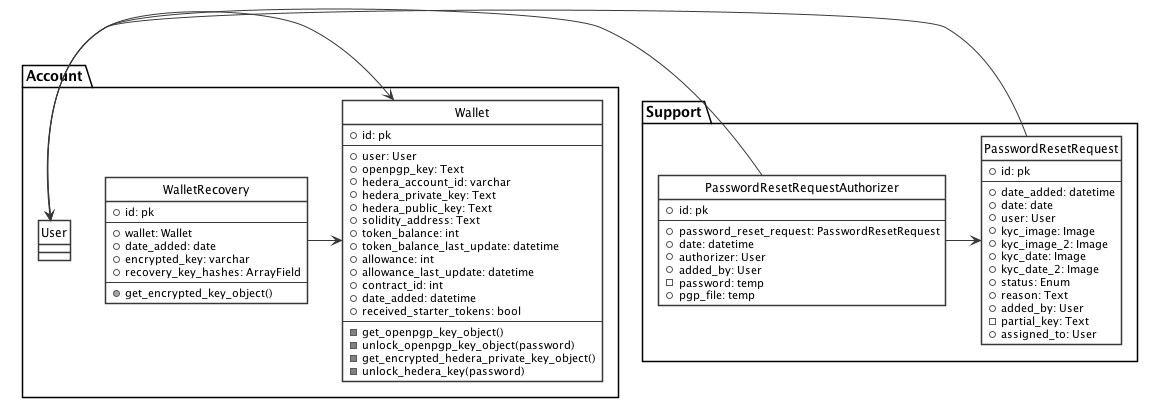 Account
User
WalletRecovery
id: pk
wallet: Wallet
date_added: date
encrypted_key: varchar
recovery_key_hashes: ArrayField
get_encrypted_key_object()
Wallet
id: pk
user: User
openpgp_key: Text
hedera_account_id: varchar
hedera_private_key: Text
hedera_public_key: Text
solidity_address: Text
token_balance: int
token_balance_last_update: datetime
allowance: int
allowance_last_update: datetime
contract_id: int
date_added: datetime
received_starter_tokens: bool
get_openpgp_key_object()
unlock_openpgp_key_object(password)
get_encrypted_hedera_private_key_object()
unlock_hedera_key(password)
Support
PasswordResetRequestAuthorizer
id: pk
password_reset_request: PasswordResetRequest
date: datetime
authorizer: User
added_by: User
password: temp
pgp_file: temp
PasswordResetRequest
id: pk
date_added: datetime
date: date
user: User
kyc_image: Image
kyc_image_2: Image
kyc_date: Image
kyc_date_2: Image
status: Enum
reason: Text
added_by: User
partial_key: Text
assigned_to: User